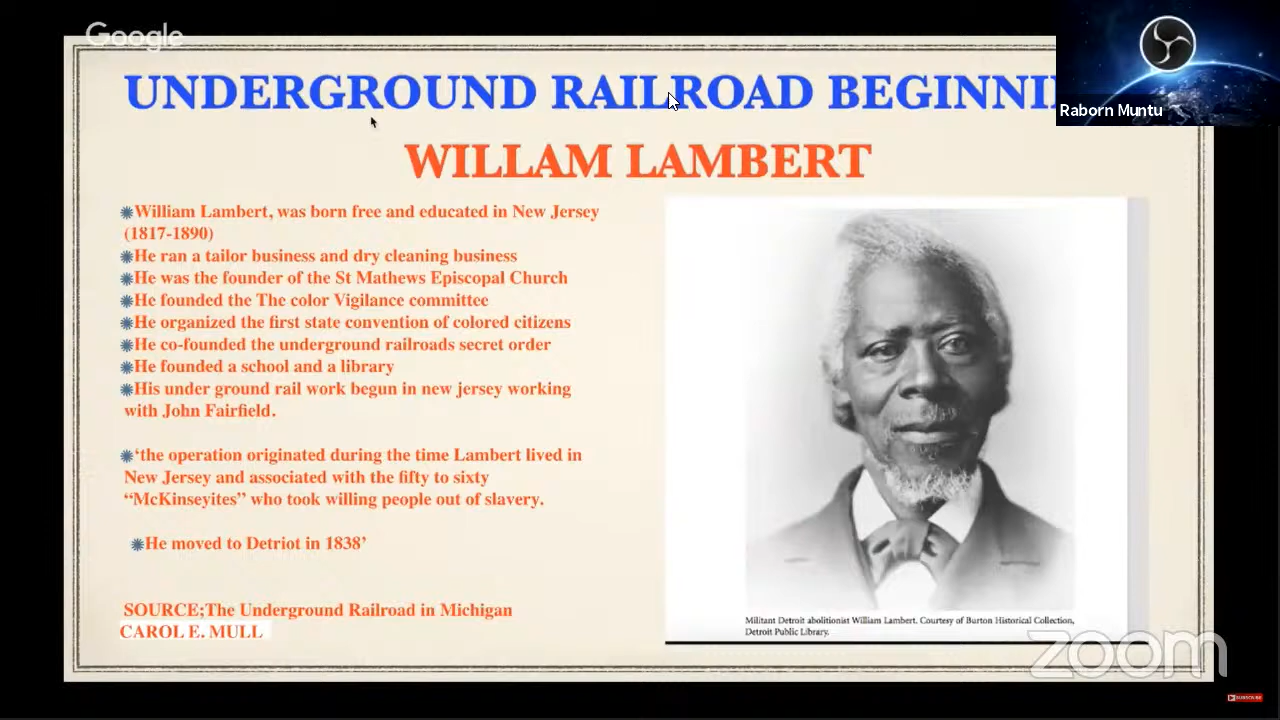 Google
UNDERGROUND RAILROAD BEGINNI
Raborn Muntu
WILLAM LAMBERT
William Lambert, was born free and educated in New Jersey
(1817-1890)
He ran a tailor business and dry cleaning business
He was the founder of the St Mathews Episcopal Church
He founded the The color Vigilance committee
He organized the first state convention of colored citizens
He co-founded the underground railroads secret order
He founded a school and a library
His under ground rail work begun in new jersey working
with John Fairfield.
‘the operation originated during the time Lambert lived in
New Jersey and associated with the fifty to sixty
“McKinseyites” who took willing people out of slavery.
He moved to Detriot in 1838’
SOURCE;The Underground Railroad in Michigan
CAROL E. MULL
Militant Detroit abolitionist William Lambert. Courtesy of Burton Historical Collection,
Detroit Public Library.
zoom
SUBSCRIBE